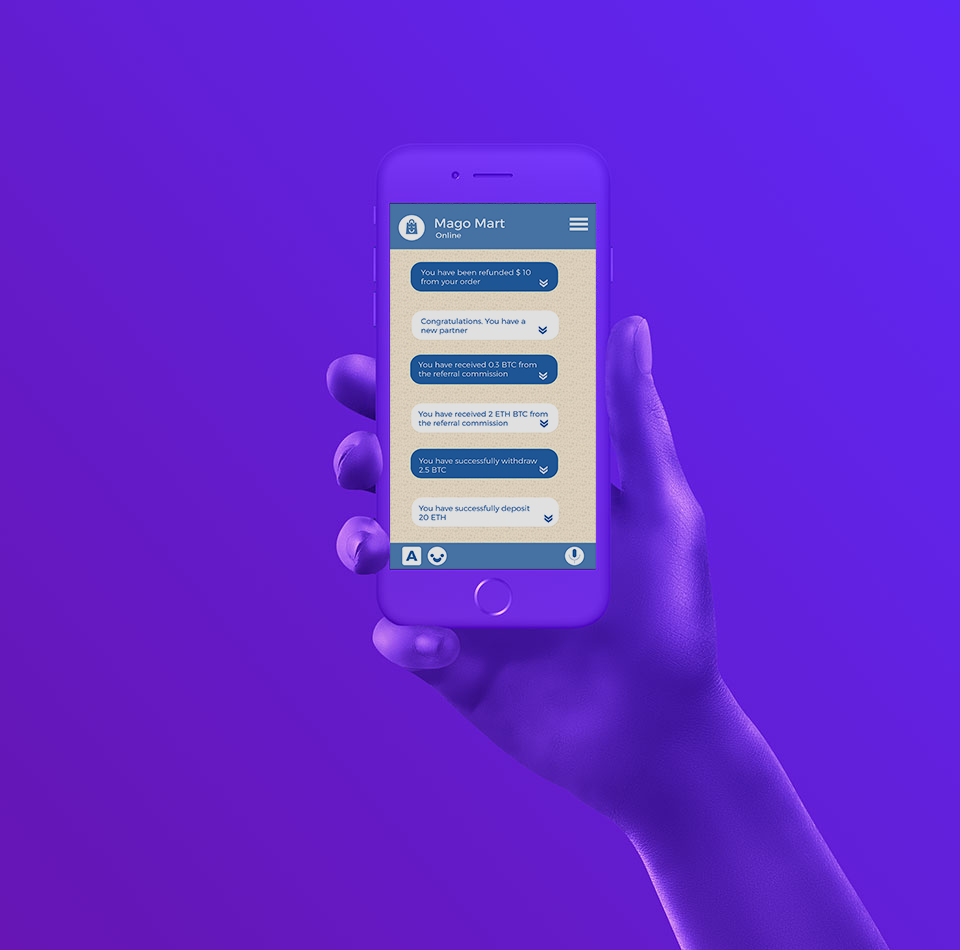 Mago Mart
Online
You have been refunded $ 10
from your order
Congratulations. You have a
new partner
You have received 0.3 BTC from
the referral commission
You have received 2 ETH BTC from
the referral commission
You have successfully withdraw
2.5 BTC
You have successfully deposit
20 ETH
A